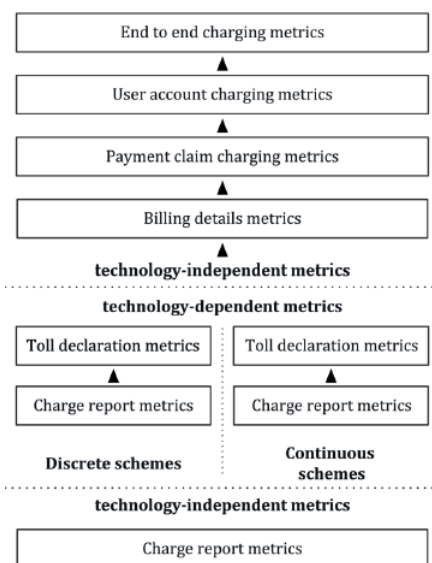 End to end charging metrics
User account charging metrics
Payment claim charging metrics
Billing details metrics
technology-independent metrics
technology-dependent metrics
Toll declaration metrics
Toll declaration metrics
Charge report metrics
Charge report metrics
Discrete schemes
Continuous
schemes
technology-independent metrics
Charge report metrics